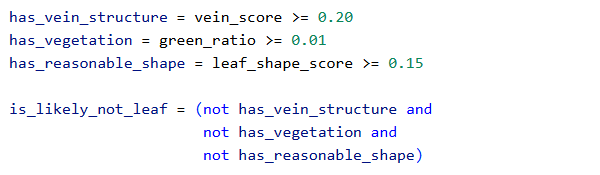 has_vein_structure = vein_score >= 0.20
has_vegetation = green_ratio >= 0.01
has_reasonable_shape = leaf_shape_score >= 0.15

is_likely_not_leaf = (not has_vein_structure and
                      not has_vegetation and
                      not has_reasonable_shape)